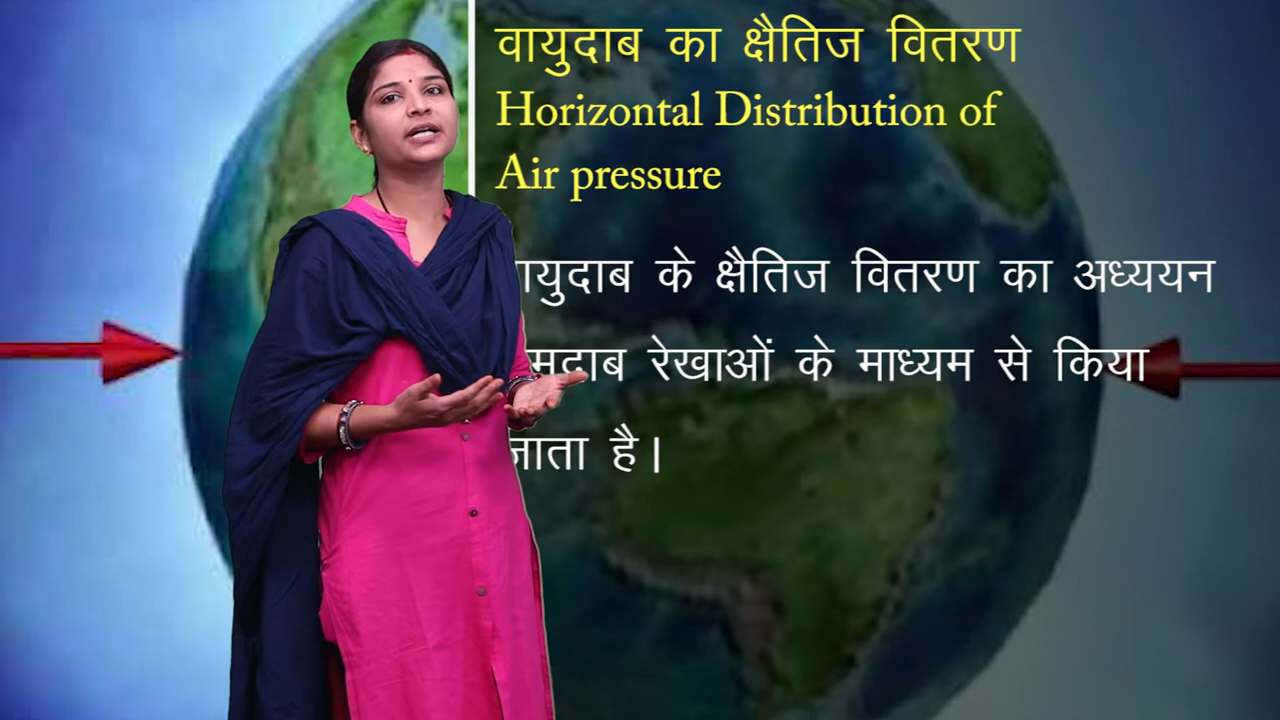 वायुदाब का क्षैतिज वितरण
Horizontal Distribution of
Air pressure
के क्षैतिज वितरण का अध्ययन
रेखाओं के माध्यम से किया
जाता है।